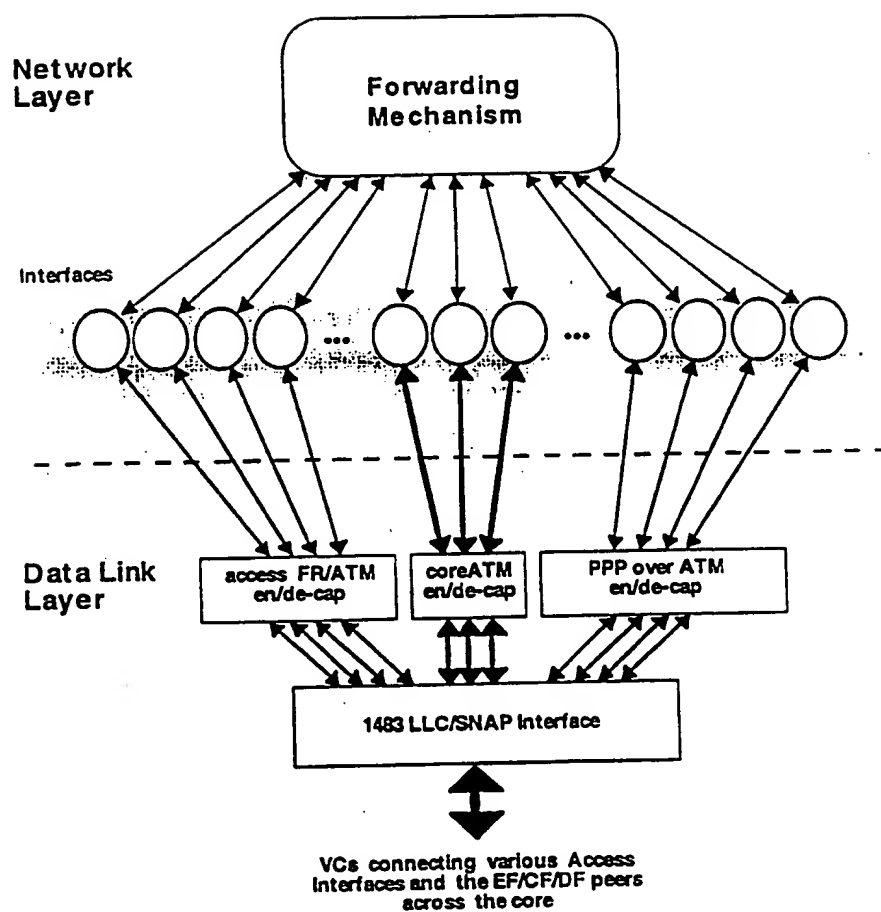 Network
Layer
Forwarding
Mechanism
Interfaces
...
...
Data Link
Layer
access FR/ATM
en/de-cap
coreATM
en/de-cap
PPP over ATM
en/de-cap
1483 LLC/SNAP Interface
VCs connecting various Access
Interfaces and the EF/CF/DF peers
across the core